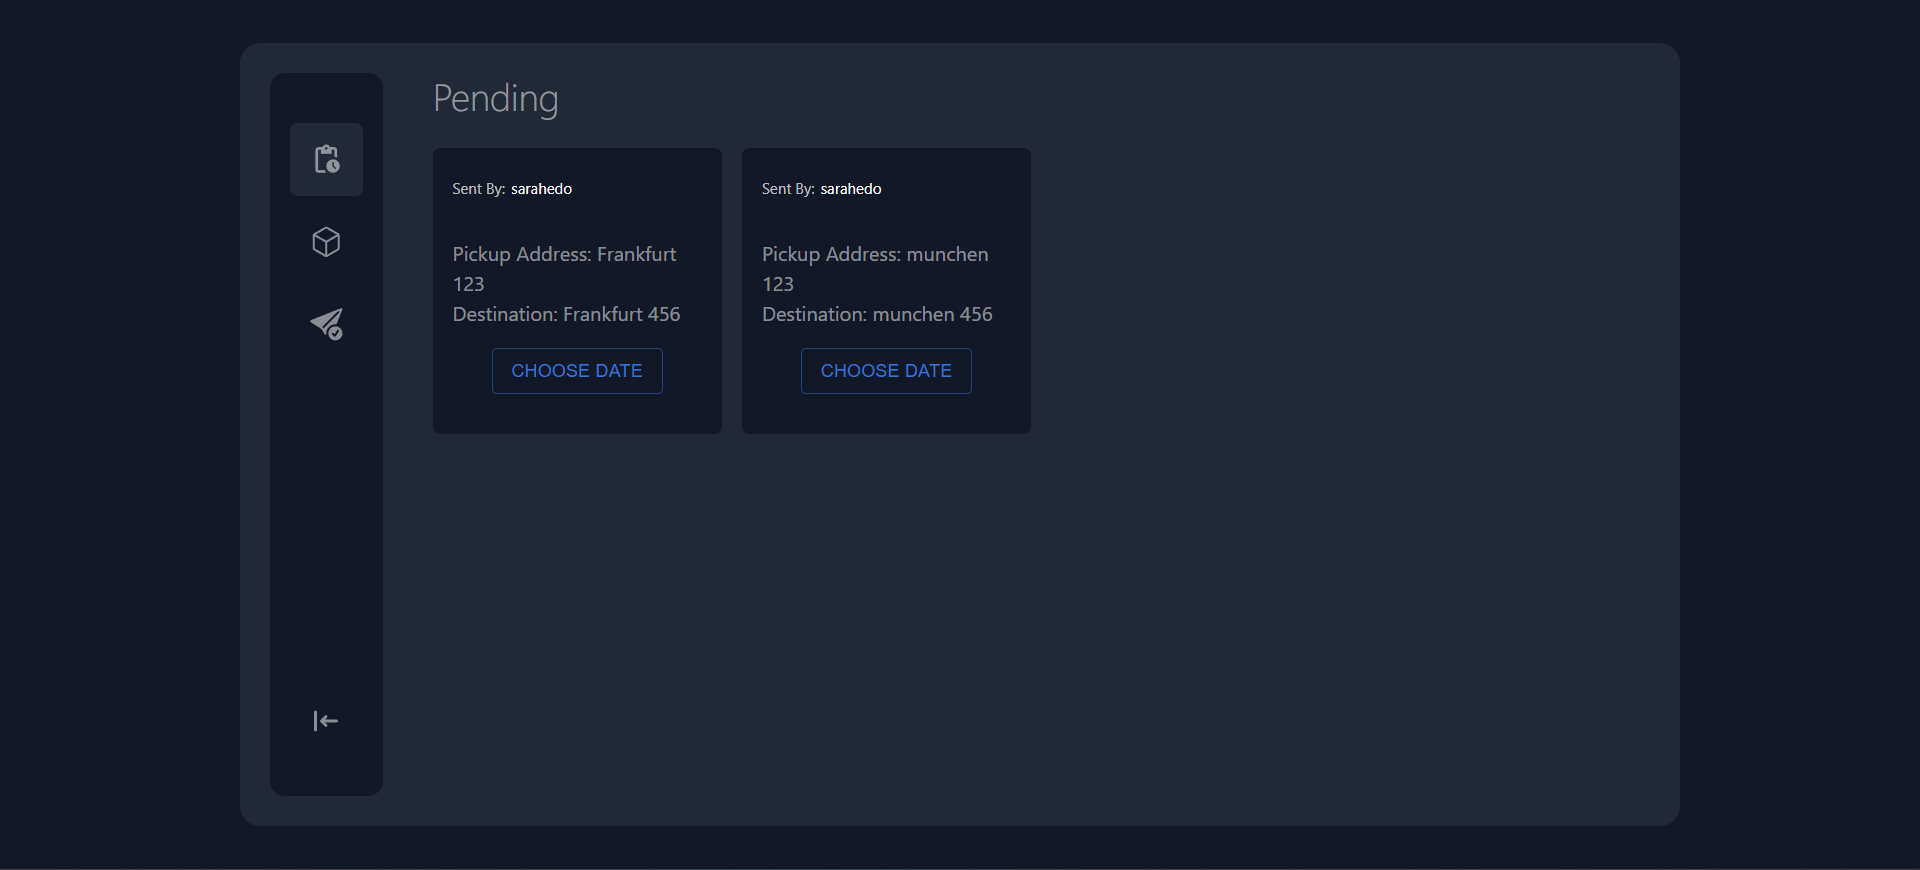 Pending
Sent By: sarahedo
Pickup Address: Frankfurt
123
Destination: Frankfurt 456
CHOOSE DATE
Sent By: sarahedo
Pickup Address: munchen
123
Destination: munchen 456
CHOOSE DATE